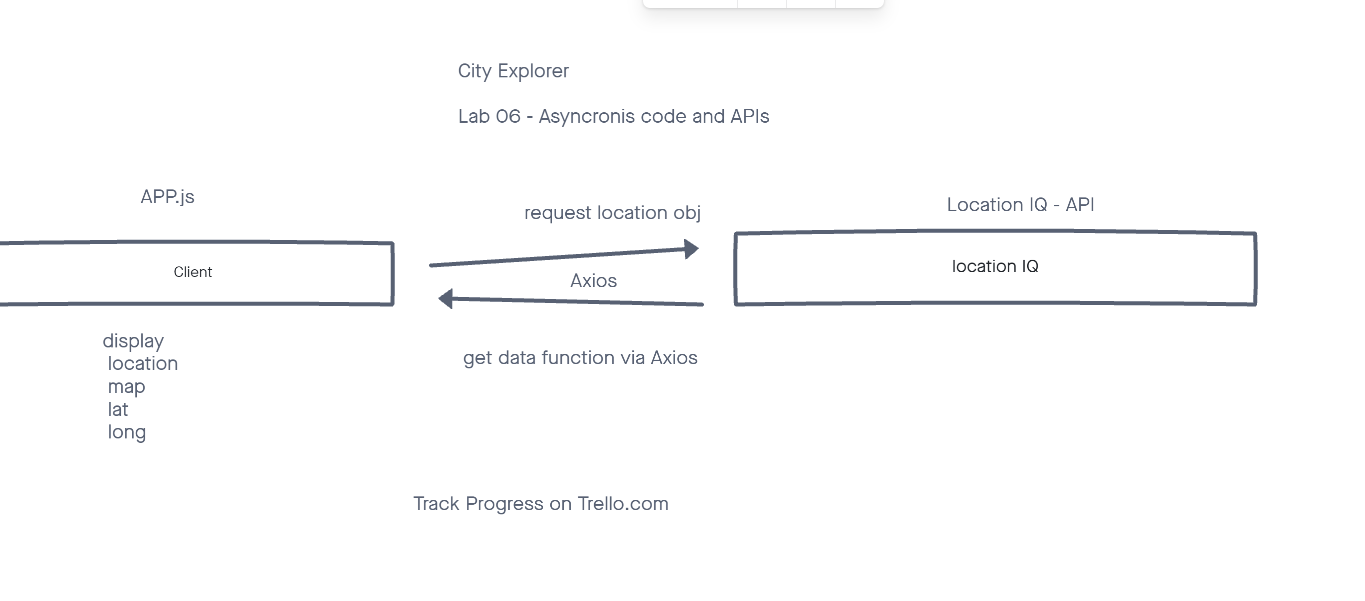 City Explorer
Lab 06 - Asyncronis code and APIs
APP.js
request location obj
Location IQ - API
Client
Axios
location IQ
get data function via Axios
display
location
map
lat
long
Track Progress on Trello.com